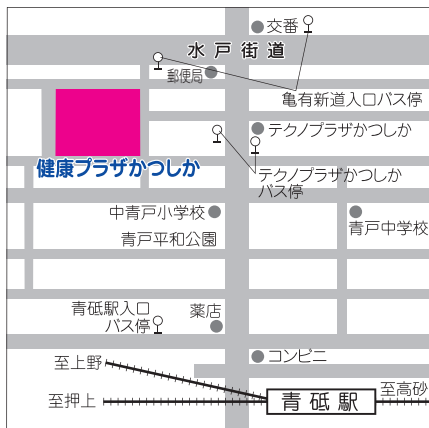 交番
水戸街道
郵便局
亀有新道入口バス停
テクノプラザかつしか
健康プラザかつしか
テクノプラザかつしか
バス停
中青戸小学校
青戸中学校
青戸平和公園
青砥駅入口
バス停
薬店
コンビニ
至上野
至高砂
至押上
青砥駅